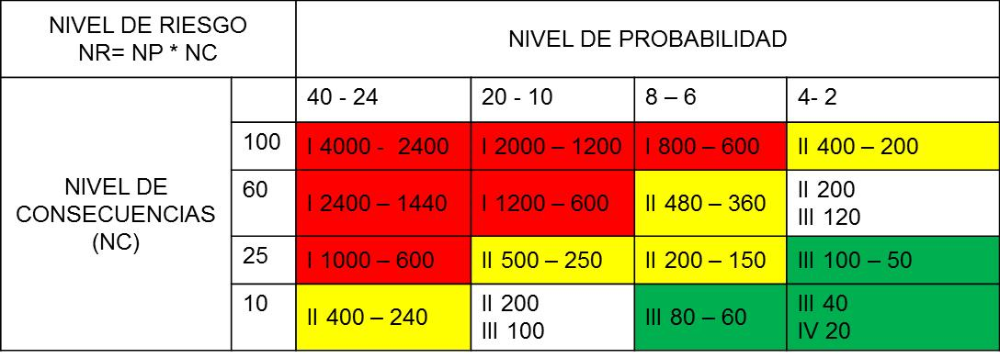 NIVEL DE RIESGO
NR= NP * NC
NIVEL DE PROBABILIDAD
NIVEL DE
CONSECUENCIAS
(NC)
40 - 24
20 - 10
8 – 6
4- 2
100
I 4000 - 2400
I 2000 – 1200
I 800 – 600
II 400 – 200
60
I 2400 – 1440
I 1200 – 600
II 480 – 360
II 200
III 120
25
I 1000 – 600
II 500 – 250
II 200 – 150
III 100 – 50
10
II 400 – 240
II 200
III 100
III 80 – 60
III 40
IV 20